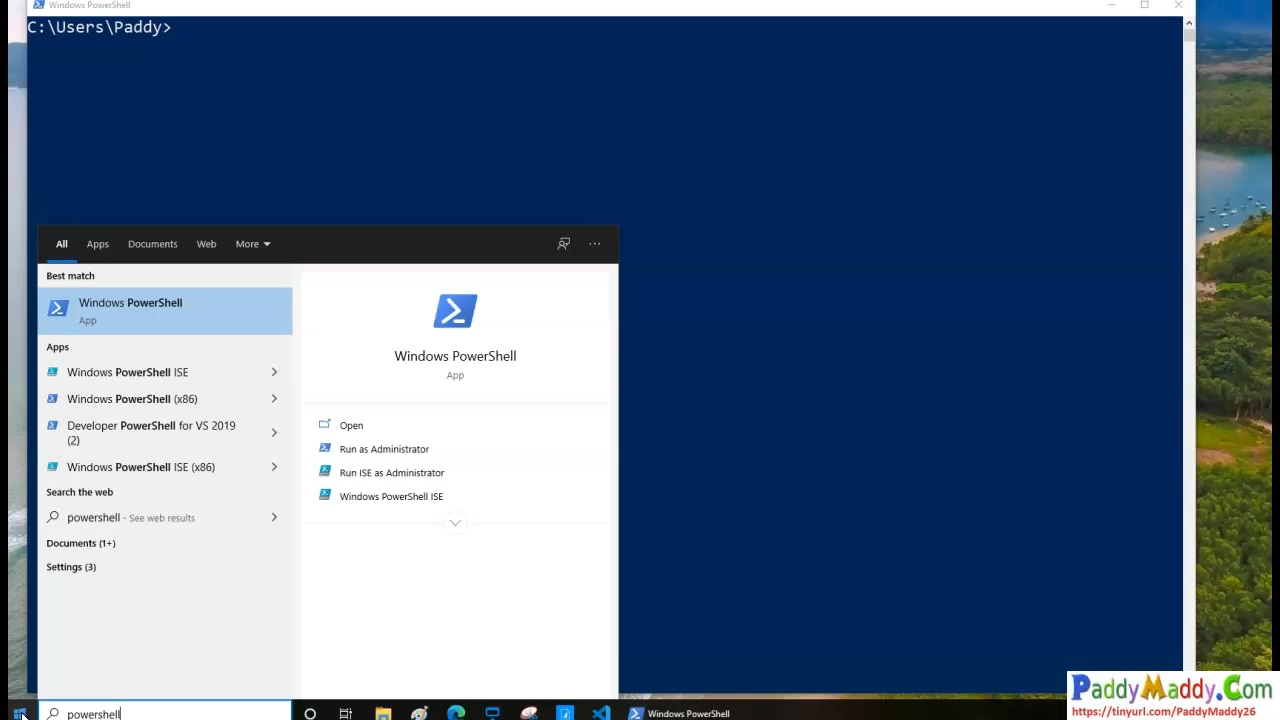 Windows PowerShell
C:\Users\Paddy>
All Apps Documents Web More
Best match
Windows PowerShell
App
Apps
Windows PowerShell ISE
Windows PowerShell (x86)
Developer PowerShell for VS 2019
(2)
Windows PowerShell ISE (x86)
Search the web
powershell - See web results
Documents (1+)
Settings (3)
Windows PowerShell
App
Open
Run as Administrator
Run ISE as Administrator
Windows PowerShell ISE
powershell
Windows PowerShell
PaddyMaddy.Com
https://tinyurl.com/PaddyMaddy26